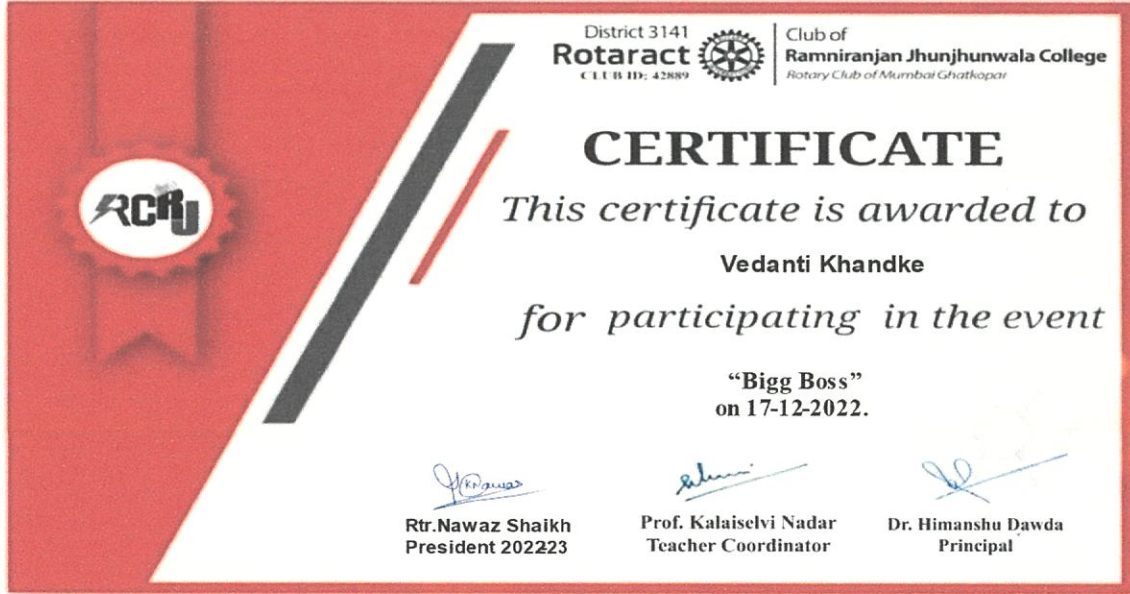 District 3141
Rotaract
CLUB ID: 42889
Club of
Ramniranjan Jhunjhunwala College
Rotary Club of Mumbai Ghatkopar
RCRJ
CERTIFICATE
This certificate is awarded to
Vedanti Khandke
for participating in the event
“Bigg Boss”
on 17-12-2022.
Rtr.Nawaz Shaikh
President 2022-23
Prof. Kalaiselvi Nadar
Teacher Coordinator
Dr. Himanshu Dawda
Principal